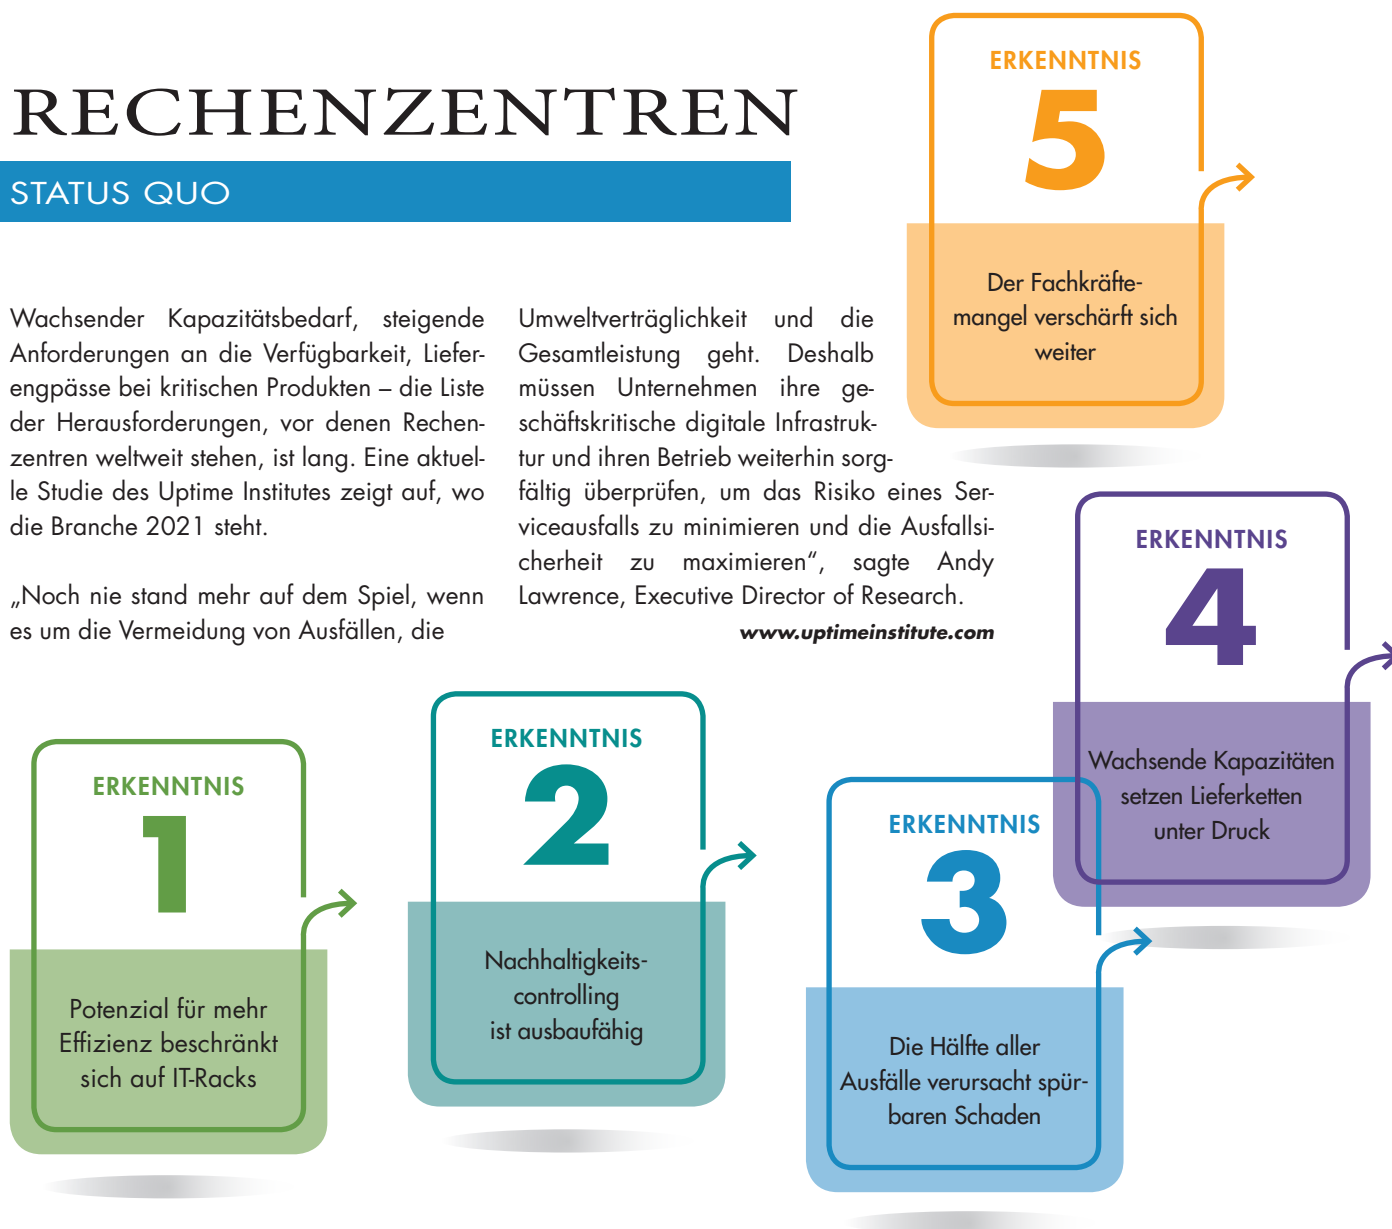 RECHENZENTREN
STATUS QUO
Wachsender Kapazitätsbedarf, steigende
Anforderungen an die Verfügbarkeit, Liefer-
engpässe bei kritischen Produkten – die Liste
der Herausforderungen, vor denen Rechen-
zentren weltweit stehen, ist lang. Eine aktuel-
le Studie des Uptime Institutes zeigt auf, wo
die Branche 2021 steht.
„Noch nie stand mehr auf dem Spiel, wenn
es um die Vermeidung von Ausfällen, die
Umweltverträglichkeit und die
Gesamtleistung geht. Deshalb
müssen Unternehmen ihre ge-
schäftskritische digitale Infrastruk-
tur und ihren Betrieb weiterhin sorg-
fältig überprüfen, um das Risiko eines Ser-
viceausfalls zu minimieren und die Ausfallsi-
cherheit zu maximieren“, sagte Andy
Lawrence, Executive Director of Research.
www.uptimeinstitute.com
ERKENNTNIS
1
Potenzial für mehr
Effizienz beschränkt
sich auf IT-Racks
ERKENNTNIS
2
Nachhaltigkeits-
controlling
ist ausbaufähig
ERKENNTNIS
3
Die Hälfte aller
Ausfälle verursacht spür-
baren Schaden
ERKENNTNIS
4
Wachsende Kapazitäten
setzen Lieferketten
unter Druck
ERKENNTNIS
5
Der Fachkräfte-
mangel verschärft sich
weiter